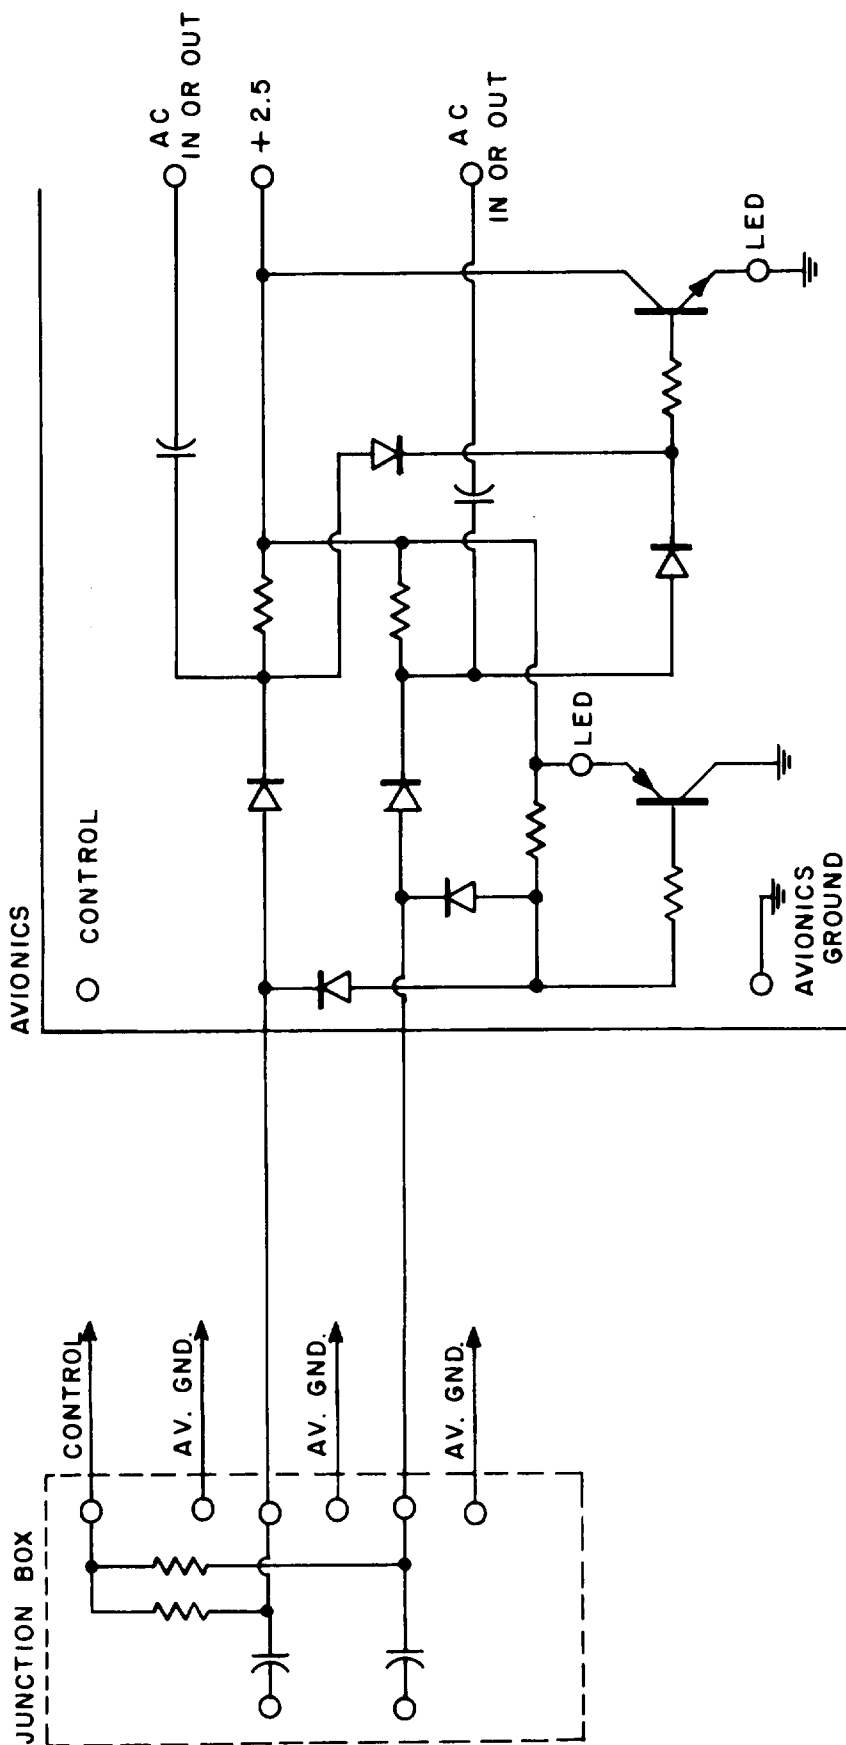 AVIONICS
CONTROL
AC
IN OR OUT
+ 2.5
AC
IN OR OUT
LED
LED
AVIONICS
GROUND
JUNCTION BOX
CONTROL
AV. GND.
AV. GND.
AV. GND.